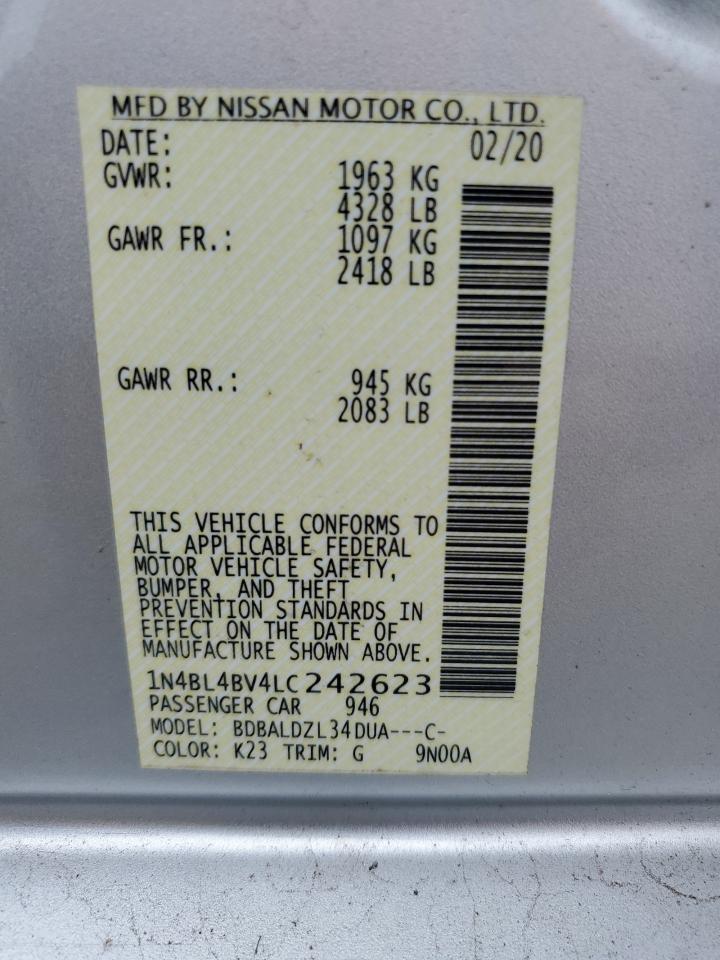 MFD BY NISSAN MOTOR CO., LTD.
DATE: 02/20
GVWR: 1963 KG
4328 LB
GAWR FR.: 1097 KG
2418 LB
GAWR RR.: 945 KG
2083 LB
THIS VEHICLE CONFORMS TO
ALL APPLICABLE FEDERAL
MOTOR VEHICLE SAFETY,
BUMPER, AND THEFT
PREVENTION STANDARDS IN
EFFECT ON THE DATE OF
MANUFACTURE SHOWN ABOVE.
1N4BL4BV4LC242623
PASSENGER CAR 946
MODEL: BDBALDZL34DUA---C-
COLOR: K23 TRIM: G 9N00A